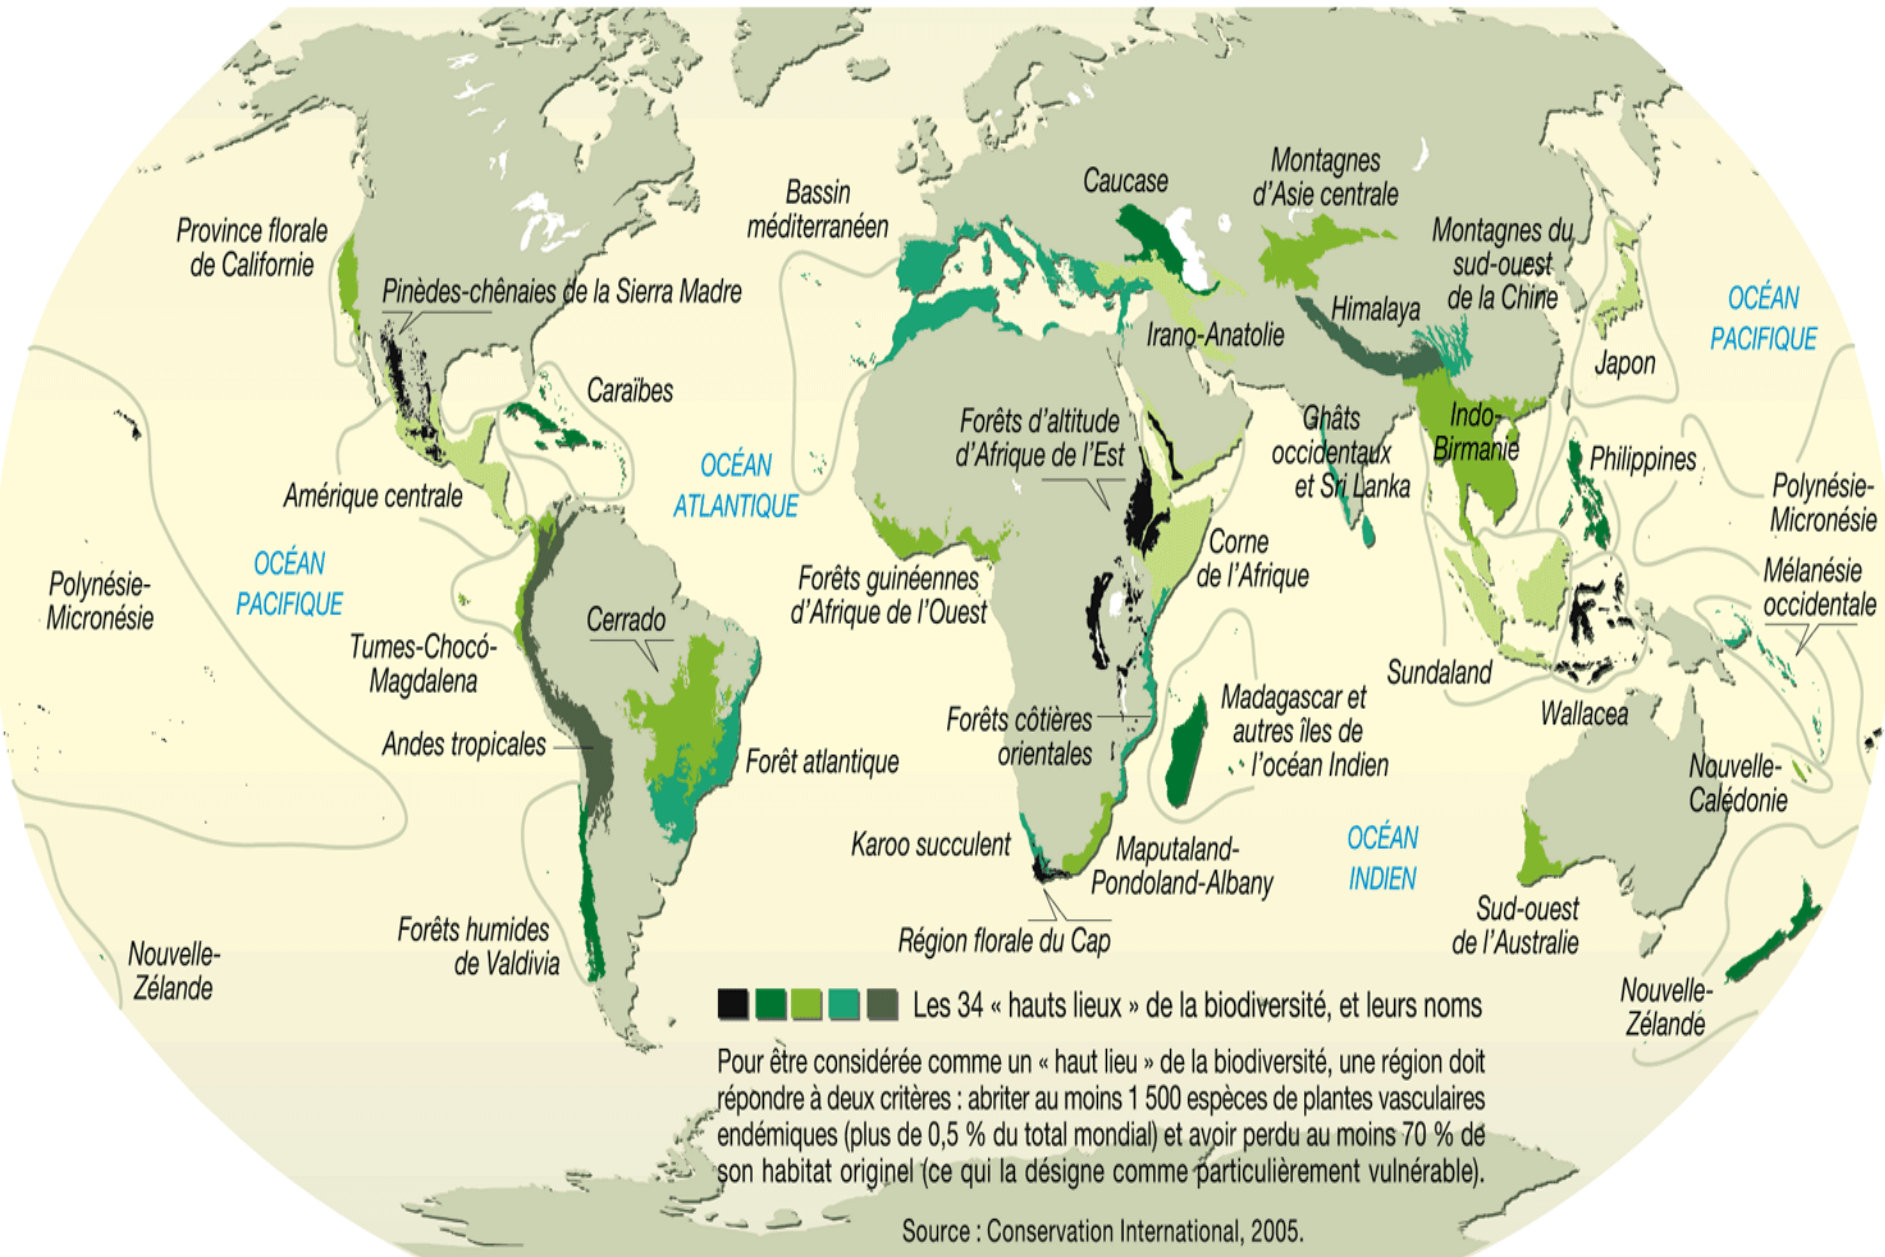 Province florale
de Californie
Pinèdes-chênaies de la Sierra Madre
Bassin
méditerranéen
Caucase
Montagnes
d'Asie centrale
Montagnes du
sud-ouest
de la Chine
Himalaya
Irano-Anatolie
OCÉAN
PACIFIQUE
Japon
Caraïbes
Forêts d'altitude
d'Afrique de l'Est
Ghâts
occidentaux
et Sri Lanka
Indo-
Birmanie
Philippines
Amérique centrale
OCÉAN
ATLANTIQUE
Polynésie-
Micronésie
OCÉAN
PACIFIQUE
Polynésie-
Micronésie
Forêts guinéennes
d'Afrique de l'Ouest
Corne
de l'Afrique
Mélanésie
occidentale
Cerrado
Tumes-Chocó-
Magdalena
Sundaland
Wallacea
Andes tropicales
Forêt atlantique
Forêts côtières
orientales
Madagascar et
autres îles de
l'océan Indien
Nouvelle-
Calédonie
Karoo succulent
Maputaland-
Pondoland-Albany
OCÉAN
INDIEN
Forêts humides
de Valdivia
Région florale du Cap
Sud-ouest
de l'Australie
Nouvelle-
Zélande
Nouvelle-
Zélande
Les 34 « hauts lieux » de la biodiversité, et leurs noms
Pour être considérée comme un « haut lieu » de la biodiversité, une région doit
répondre à deux critères : abriter au moins 1 500 espèces de plantes vasculaires
endémiques (plus de 0,5 % du total mondial) et avoir perdu au moins 70 % de
son habitat originel (ce qui la désigne comme particulièrement vulnérable).
Source : Conservation International, 2005.